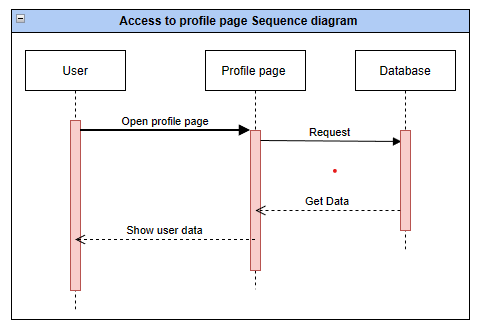 Access to profile page Sequence diagram
User
Profile page
Database
Open profile page
Request
Get Data
Show user data